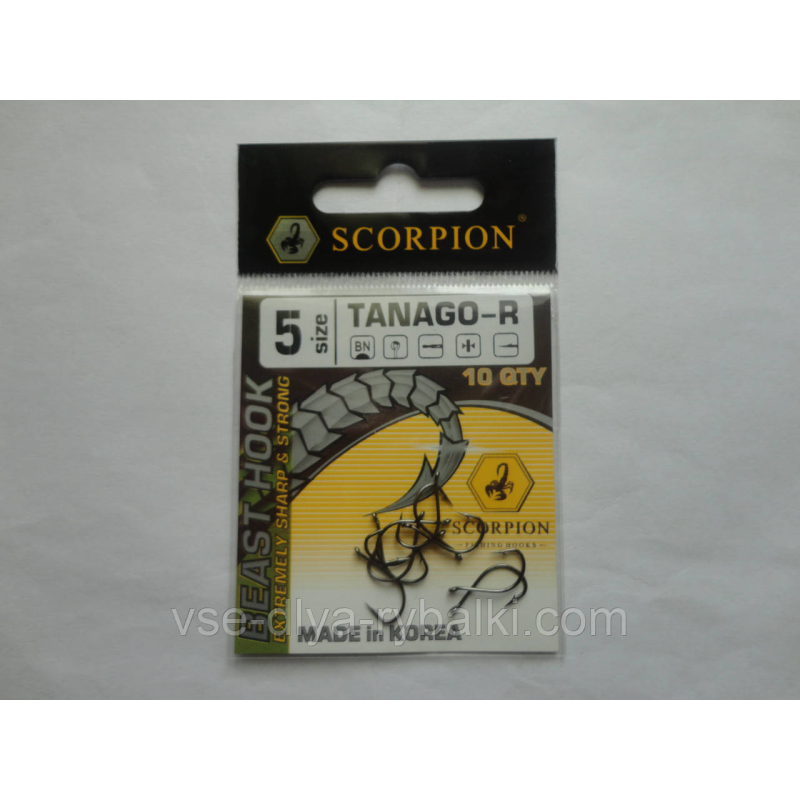 SCORPION®
5 size
TANAGO-R
BN
10 QTY
BEAST HOOK
EXTREMELY SHARP & STRONG
SCORPION
FISHING HOOKS
vse-dlya-rybalki.com
MADE in KOREA